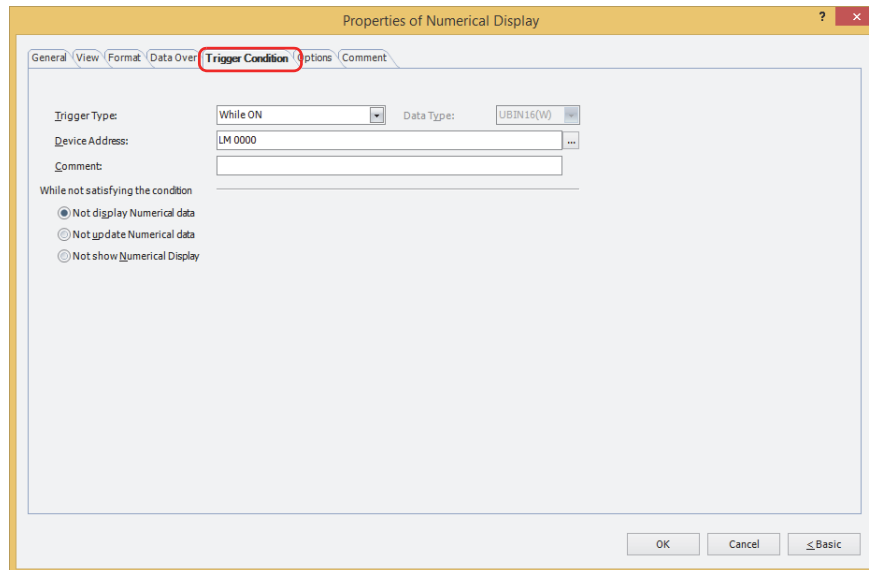 Properties of Numerical Display
? ×
General View Format Data Over Trigger Condition Options Comment
Trigger Type: While ON Data Type: UBIN16(W)
Device Address: LM 0000 ...
Comment:
While not satisfying the condition
Not display Numerical data
Not update Numerical data
Not show Numerical Display
OK Cancel < Basic